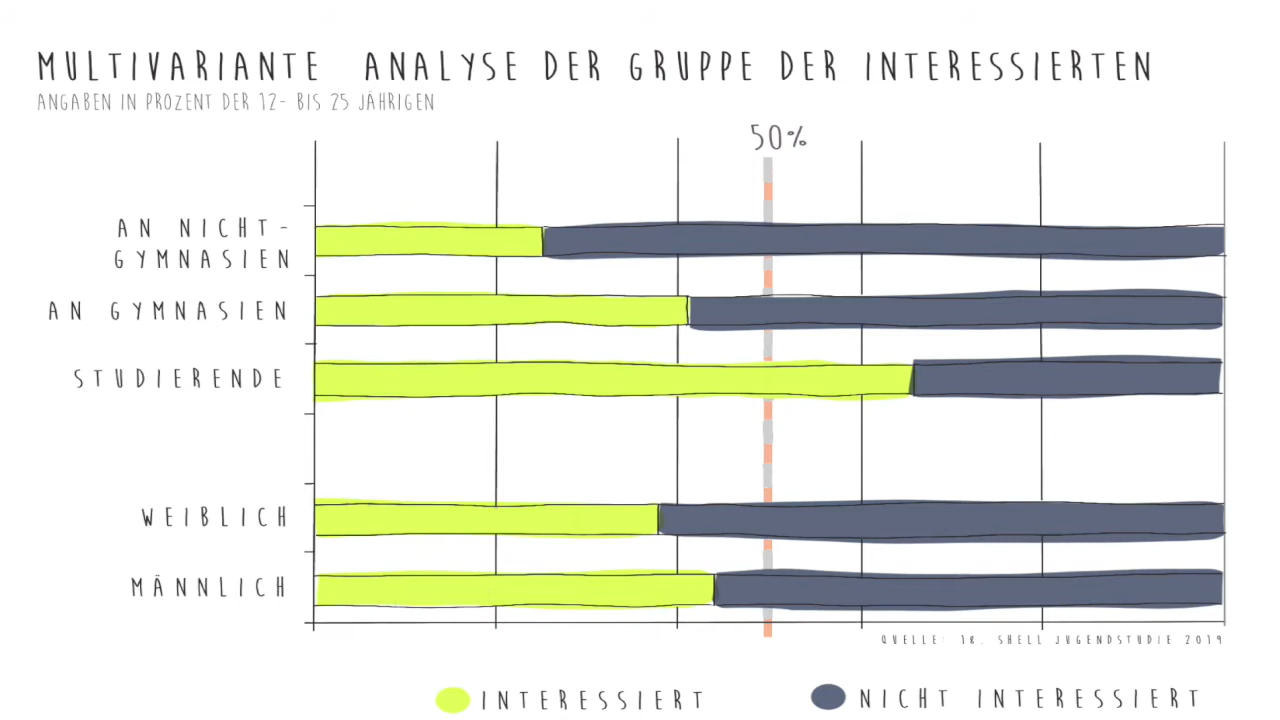 MULTIVARIANTE ANALYSE DER GRUPPE DER INTERESSIERTEN
ANGABEN IN PROZENT DER 12- BIS 25 JÄHRIGEN
50%
AN NICHT-
GYMNASIEN
AN GYMNASIEN
STUDIERENDE
WEIBLICH
MÄNNLICH
QUELLE: 18. SHELL JUGENDSTUDIE 2019
INTERESSIERT
NICHT INTERESSIERT